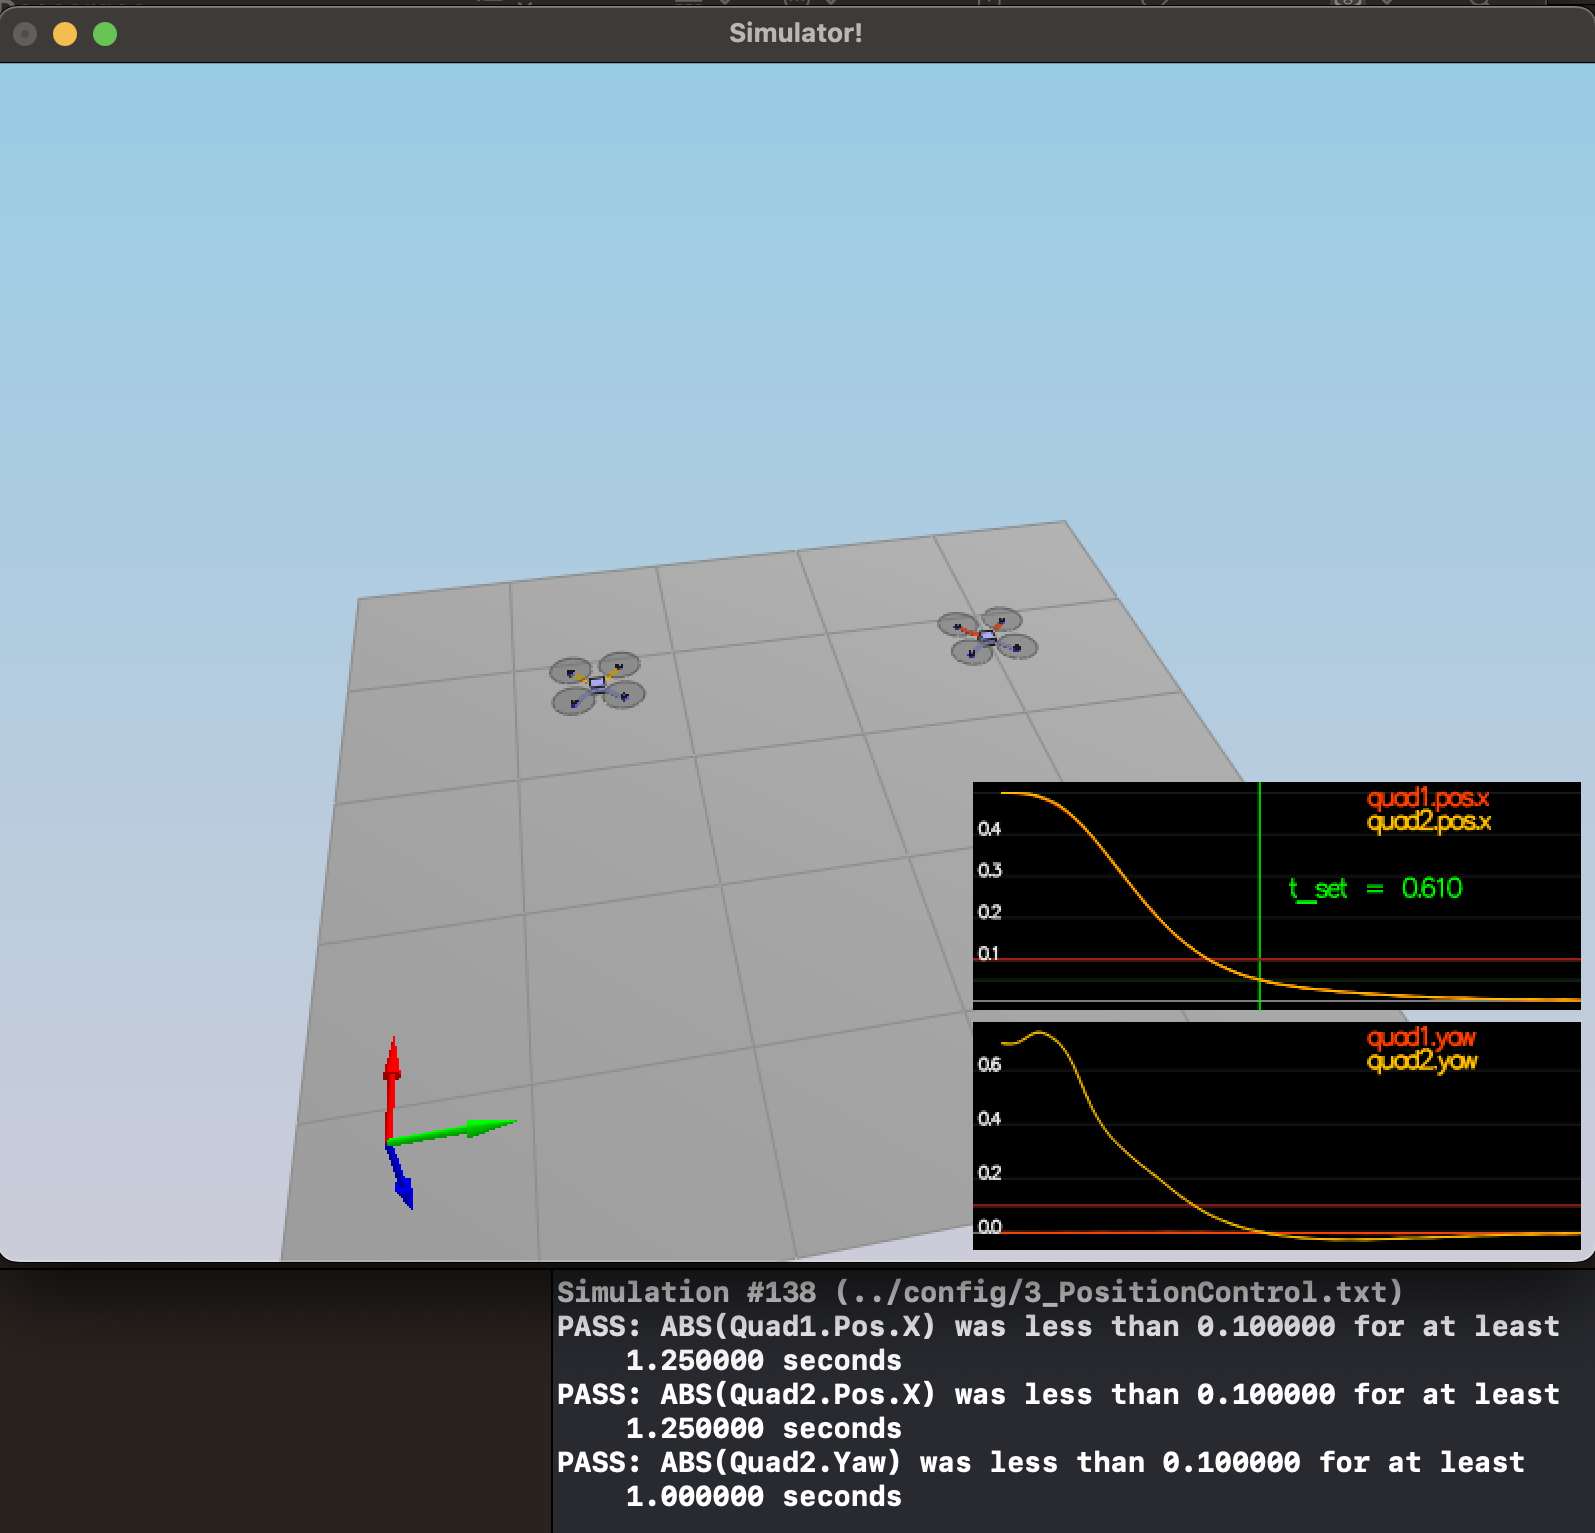 Simulator!
quad1.pos.x
quad2.pos.x
0.4
0.3
t_set = 0.610
0.2
0.1
quad1.yaw
quad2.yaw
0.6
0.4
0.2
0.0
Simulation #138 (../config/3_PositionControl.txt)
PASS: ABS(Quad1.Pos.X) was less than 0.100000 for at least
1.250000 seconds
PASS: ABS(Quad2.Pos.X) was less than 0.100000 for at least
1.250000 seconds
PASS: ABS(Quad2.Yaw) was less than 0.100000 for at least
1.000000 seconds